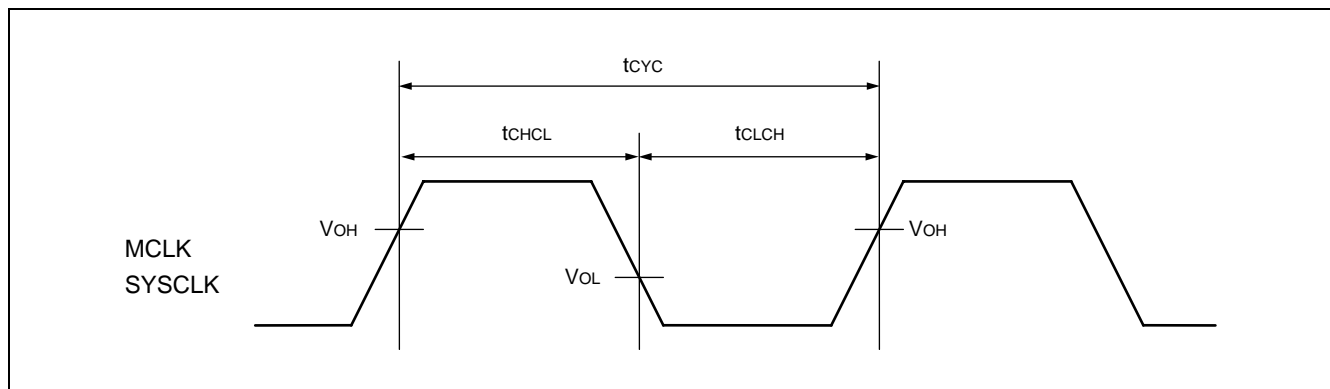 tCYC
tCHCL
tCLCH
VOH
VOH
MCLK
VOL
SYSCLK